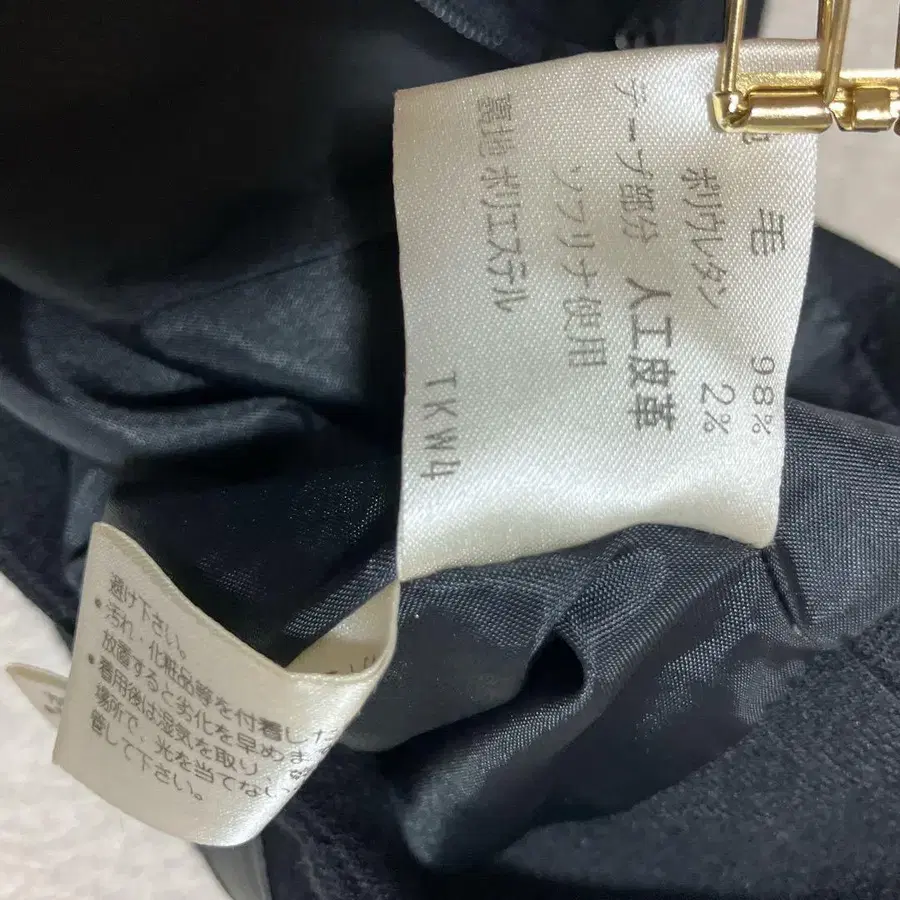 毛 98%
ポリウレタン 2%
テープ部分 人工皮革
ソフリナ使用
裏地 ポリエステル
TKW4
避け下さい。
・汚れ・化粧品等を付着した
放置すると劣化を早めま
・着用後は湿気を取り、
場所で、光を当てない
管して下さい。